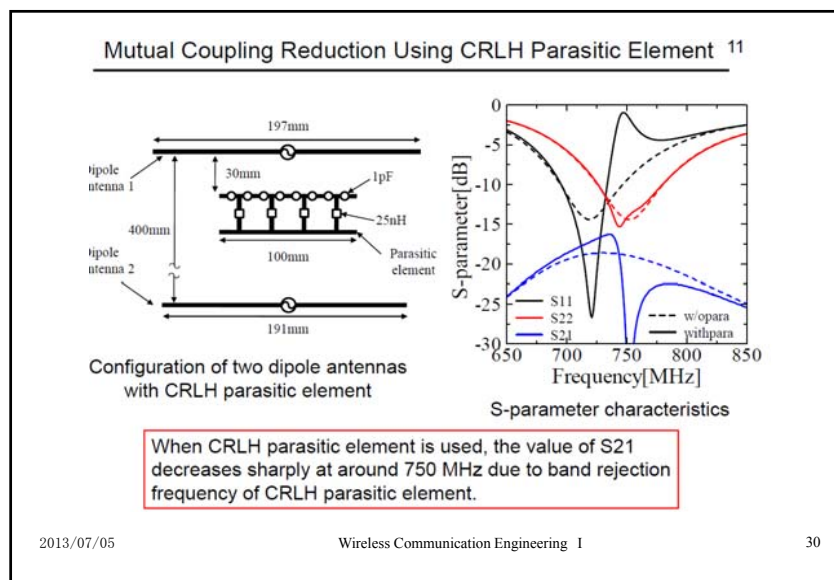 Mutual Coupling Reduction Using CRLH Parasitic Element 11
197mm
Dipole
antenna 1
30mm
1pF
400mm
25nH
100mm
Parasitic
element
Dipole
antenna 2
191mm
Configuration of two dipole antennas
with CRLH parasitic element
S-parameter[dB]
0
-5
-10
-15
-20
-25
-30
S11
S22
S21
w/opara
withpara
650 700 750 800 850
Frequency[MHz]
S-parameter characteristics
When CRLH parasitic element is used, the value of S21
decreases sharply at around 750 MHz due to band rejection
frequency of CRLH parasitic element.
2013/07/05 Wireless Communication Engineering I 30